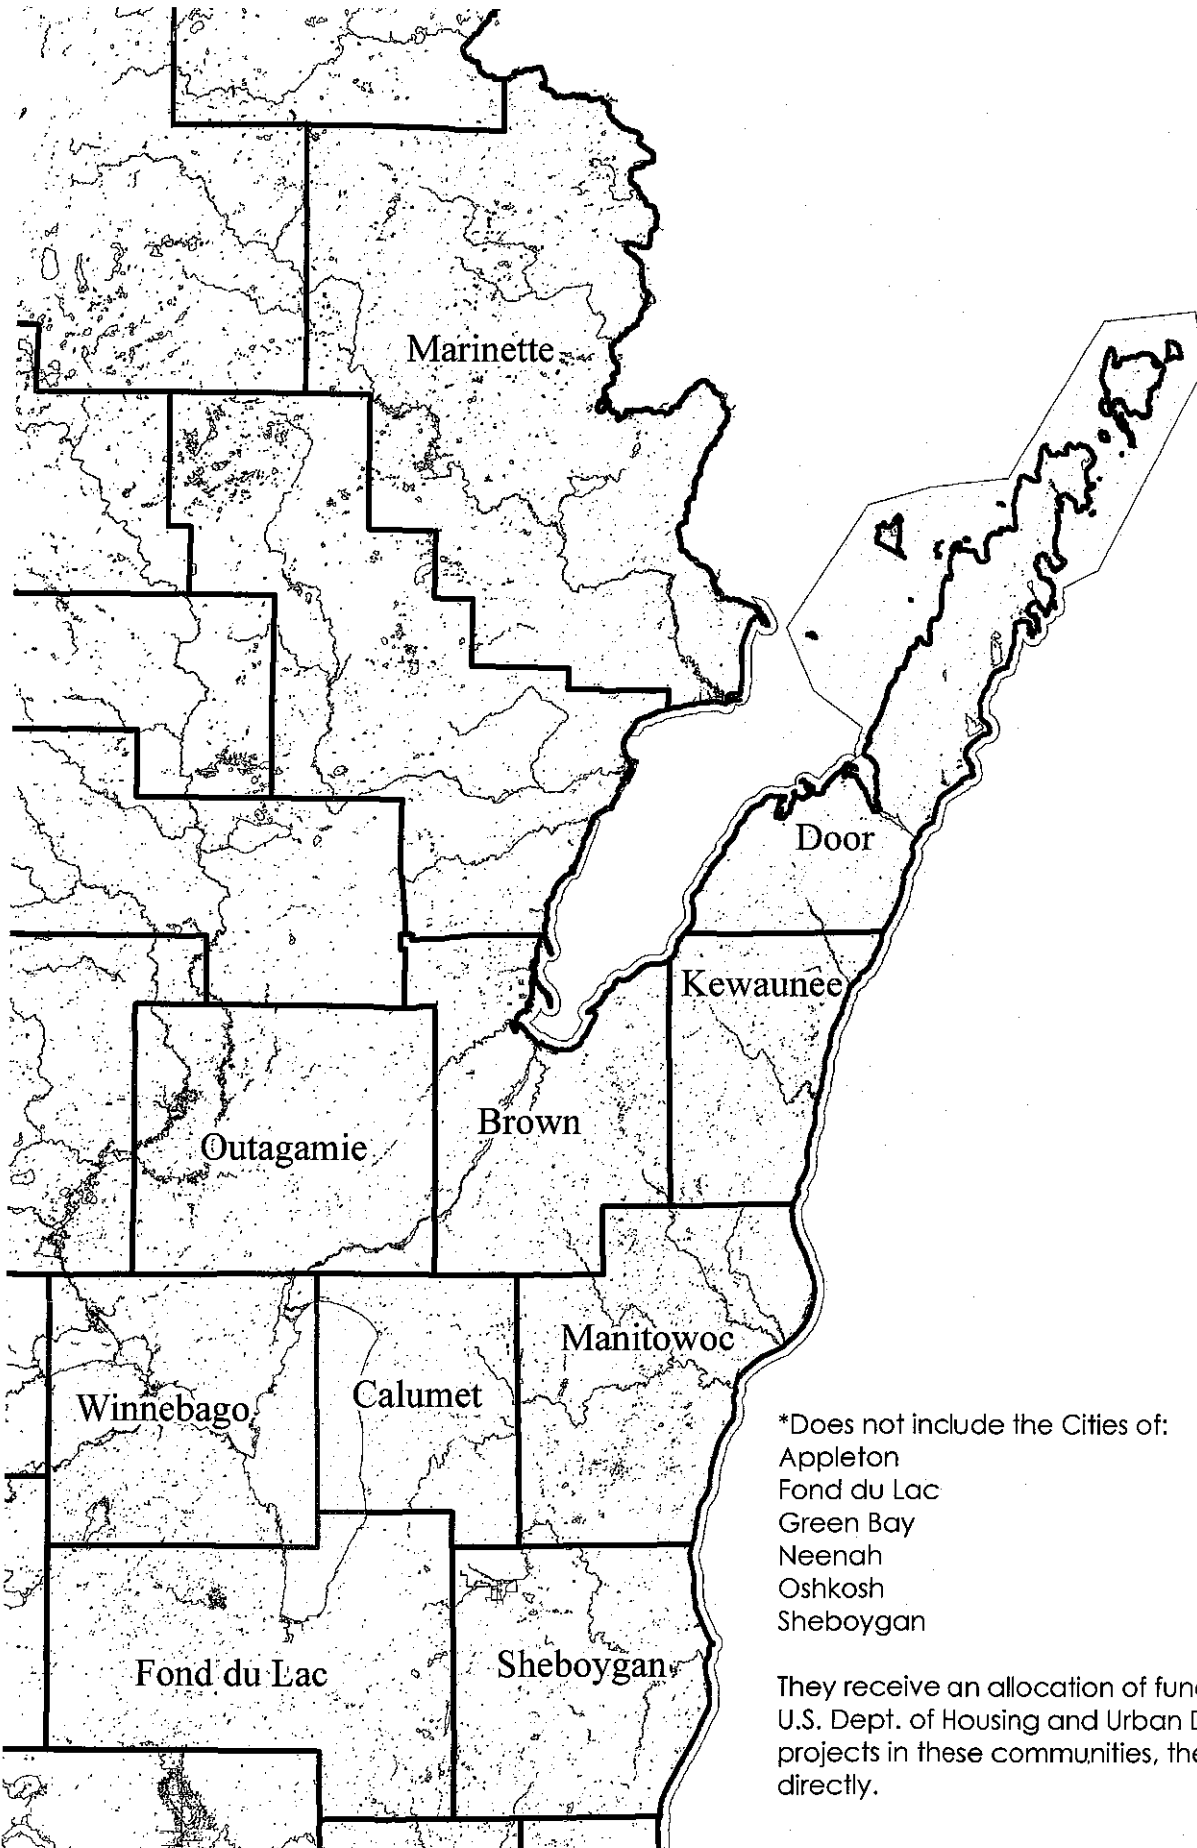 Marinette
Door
Kewaunee
Brown
Outagamie
Manitowoc
Calumet
Winnebago
*Does not include the Cities of:
Appleton
Fond du Lac
Green Bay
Neenah
Oshkosh
Sheboygan
Sheboygan
Fond du Lac
They receive an allocation of
U.S. Dept. of Housing and Urban
projects in these communities,
directly.